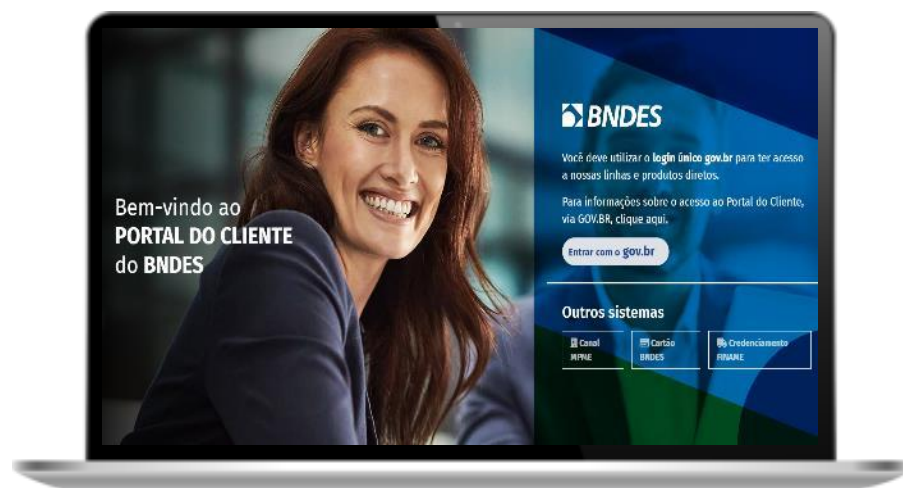 Bem-vindo ao
PORTAL DO CLIENTE
do BNDES
BNDES
Você deve utilizar o login único gov.br para ter acesso
a nossas linhas e produtos diretos.
Para informações sobre o acesso ao Portal do Cliente,
via GOV.BR, clique aqui.
Entrar com o gov.br
Outros sistemas
Canal
MPME
Cartão
BNDES
Credenciamento
FINAME